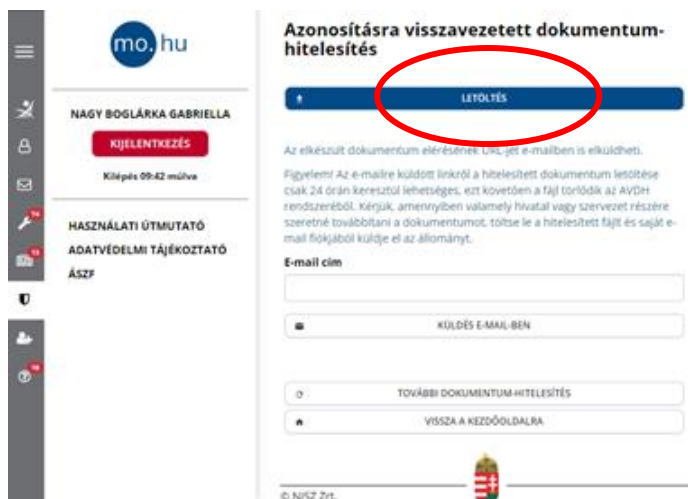 mo.hu
NAGY BOGLÁRKA GABRIELLA
KIJELENTKEZÉS
Kilépés 09:42 múlva
HASZNÁLATI ÚTMUTATÓ
ADATVÉDELMI TÁJÉKOZTATÓ
ÁSZF
Azonosításra visszavezetett dokumentum-
hitelesítés
LETÖLTÉS
Az elkészült dokumentum elérésének URL-jét e-mailben is elküldheti.
Figyelem! Az e-mailre küldött linkről a hitelesített dokumentum letöltése
csak 24 órán keresztül lehetséges, ezt követően a fájl törlődik az AVDH
rendszeréből. Kérjük, amennyiben valamely hivatal vagy szervezet részére
szeretné továbbítani a dokumentumot, töltse le a hitelesített fájlt és saját e-
mail fiókjából küldje el az állományt.
E-mail cím
KÜLDÉS E-MAIL-BEN
TOVÁBBI DOKUMENTUM-HITELESÍTÉS
VISSZA A KEZDŐOLDALRA
© NISZ Zrt.